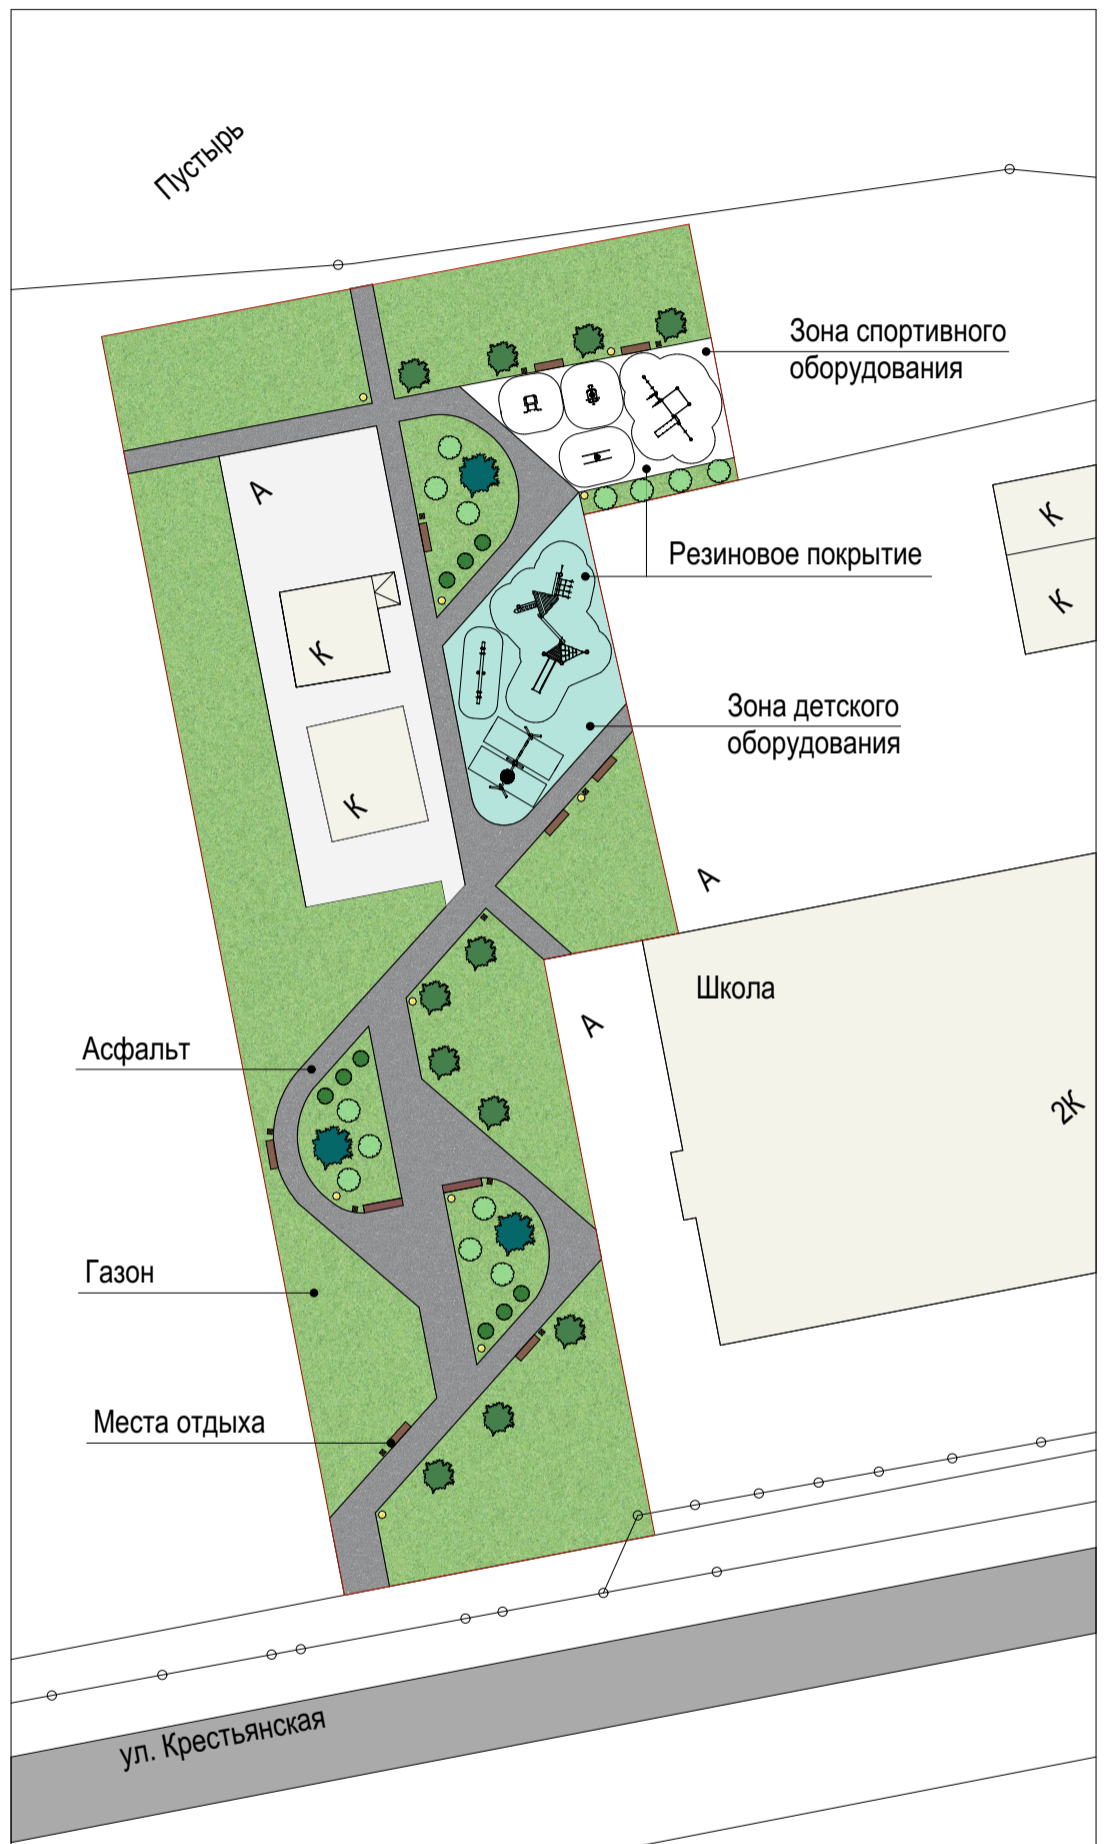 Пустырь
Зона спортивного
оборудования
А
К
Резиновое покрытие
К
К
Зона детского
оборудования
К
А
Школа
А
Асфальт
2К
Газон
Места отдыха
ул. Крестьянская